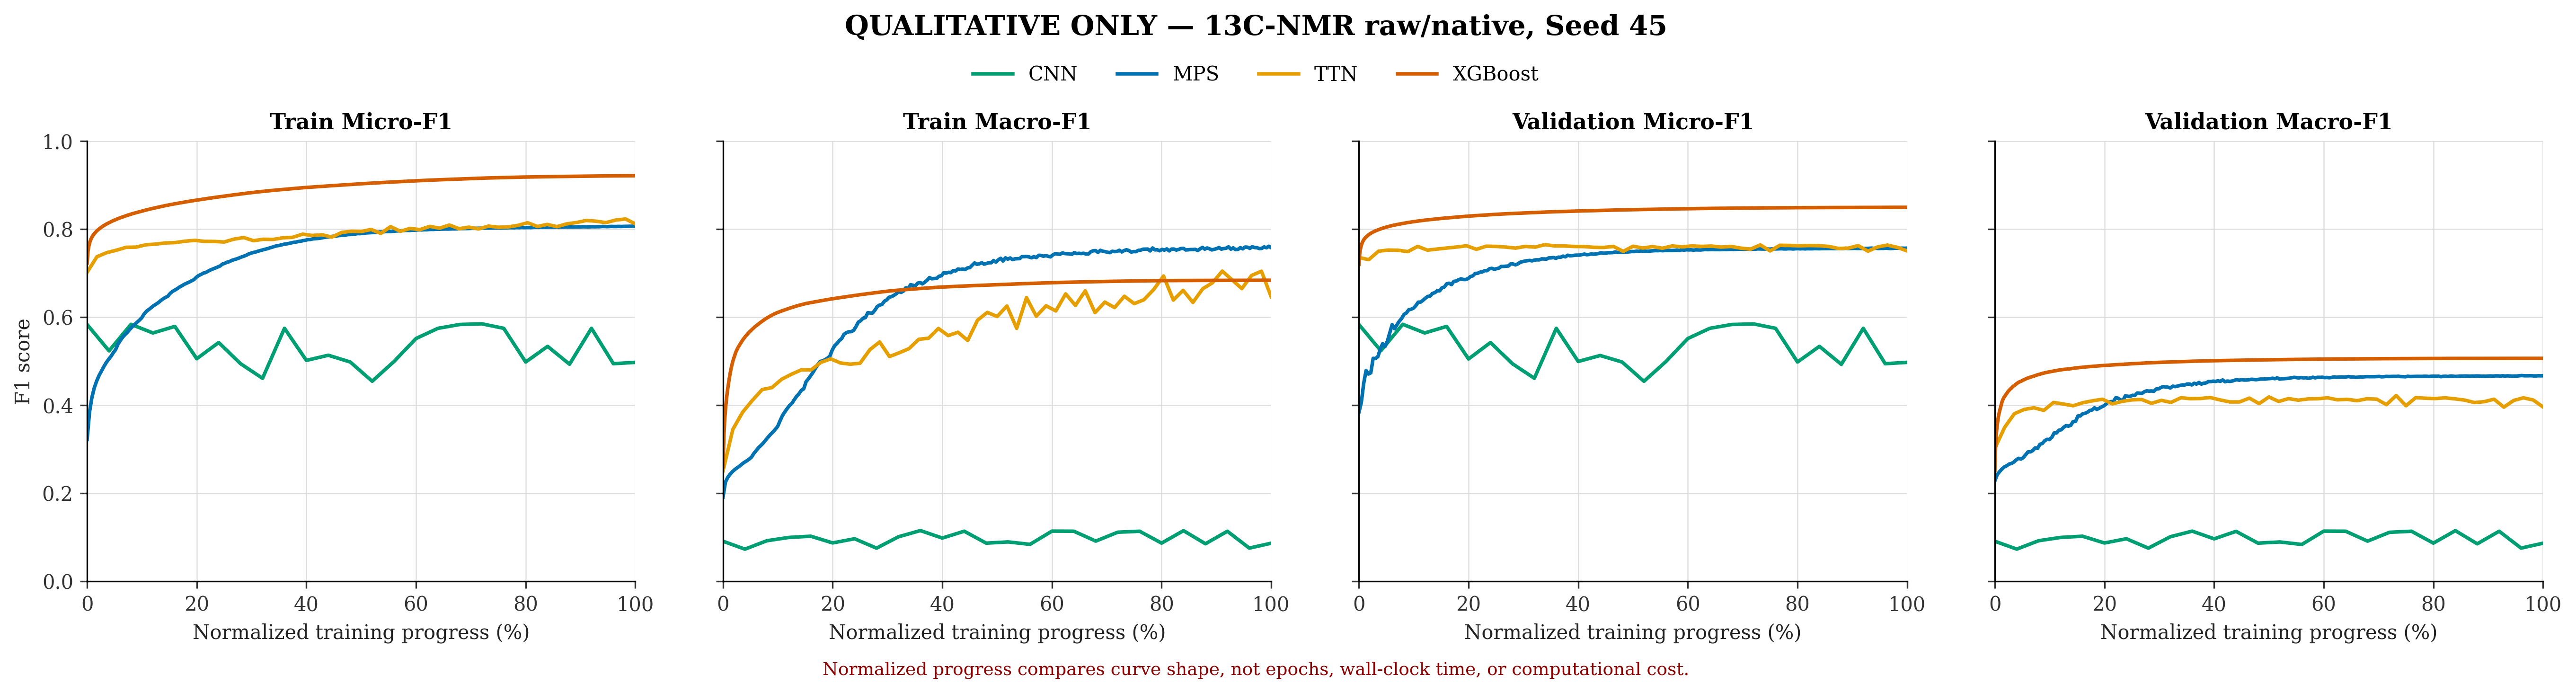 QUALITATIVE ONLY — 13C-NMR raw/native, Seed 45
CNN MPS TTN XGBoost
Train Micro-F1 Train Macro-F1 Validation Micro-F1 Validation Macro-F1
F1 score
1.0
0.8
0.6
0.4
0.2
0.0
0 20 40 60 80 100 0 20 40 60 80 100 0 20 40 60 80 100 0 20 40 60 80 100
Normalized training progress (%) Normalized training progress (%) Normalized training progress (%) Normalized training progress (%)
Normalized progress compares curve shape, not epochs, wall-clock time, or computational cost.